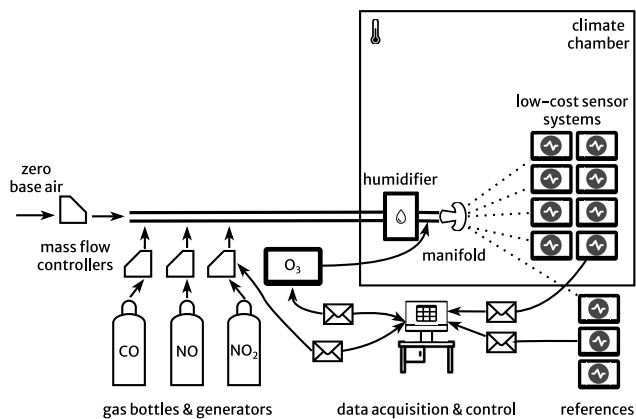 climate
chamber
low-cost sensor
systems
zero
base air
humidifier
mass flow
controllers
O₃
manifold
CO
NO
NO₂
gas bottles & generators
data acquisition & control
references